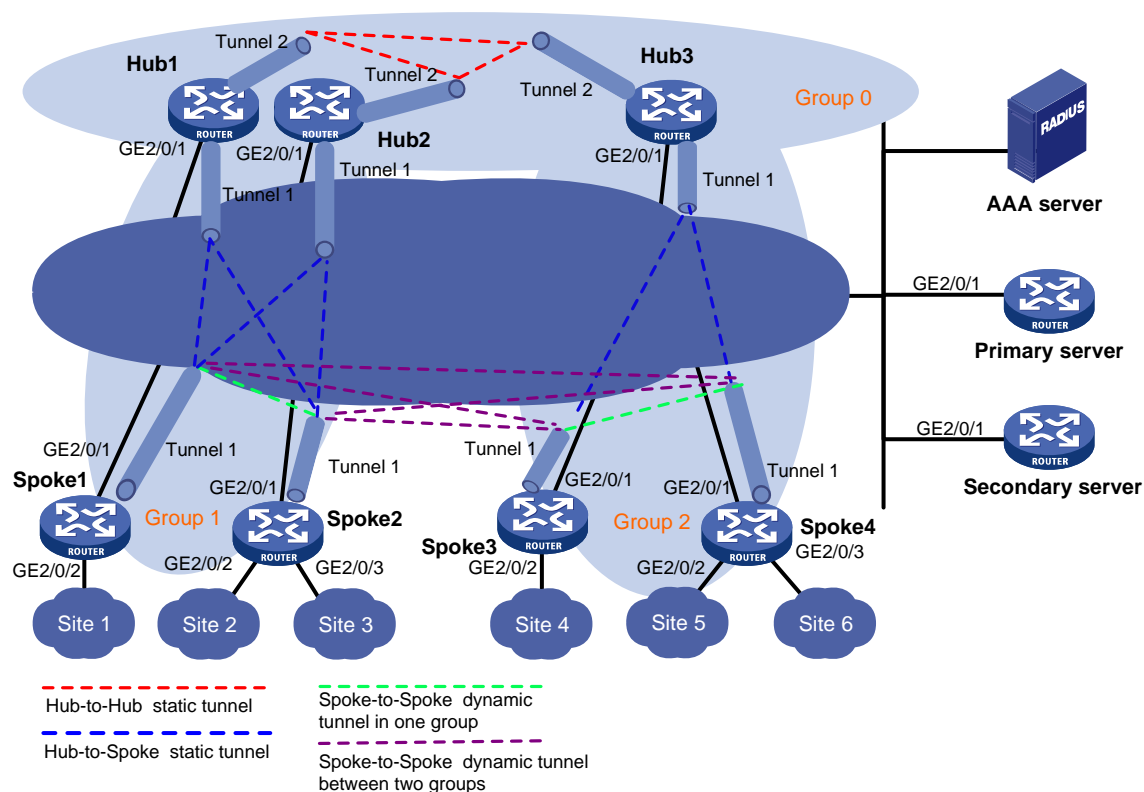 Tunnel 2
Hub1
Tunnel 2
Hub3
Tunnel 2
Group 0
RADIUS
ROUTER
ROUTER
Hub2
ROUTER
GE2/0/1
GE2/0/1
GE2/0/1
Tunnel 1
Tunnel 1
Tunnel 1
AAA server
GE2/0/1
ROUTER
Primary server
GE2/0/1
ROUTER
Secondary server
GE2/0/1
Tunnel 1
Spoke1
Tunnel 1
GE2/0/1
Tunnel 1
GE2/0/1
GE2/0/1
Tunnel 1
Group 1
Spoke2
Group 2
Spoke4
ROUTER
ROUTER
Spoke3
ROUTER
ROUTER
GE2/0/2
GE2/0/2
GE2/0/3
GE2/0/2
GE2/0/2
GE2/0/3
Site 1
Site 2
Site 3
Site 4
Site 5
Site 6
Hub-to-Hub static tunnel
Hub-to-Spoke static tunnel
Spoke-to-Spoke dynamic
tunnel in one group
Spoke-to-Spoke dynamic tunnel
between two groups